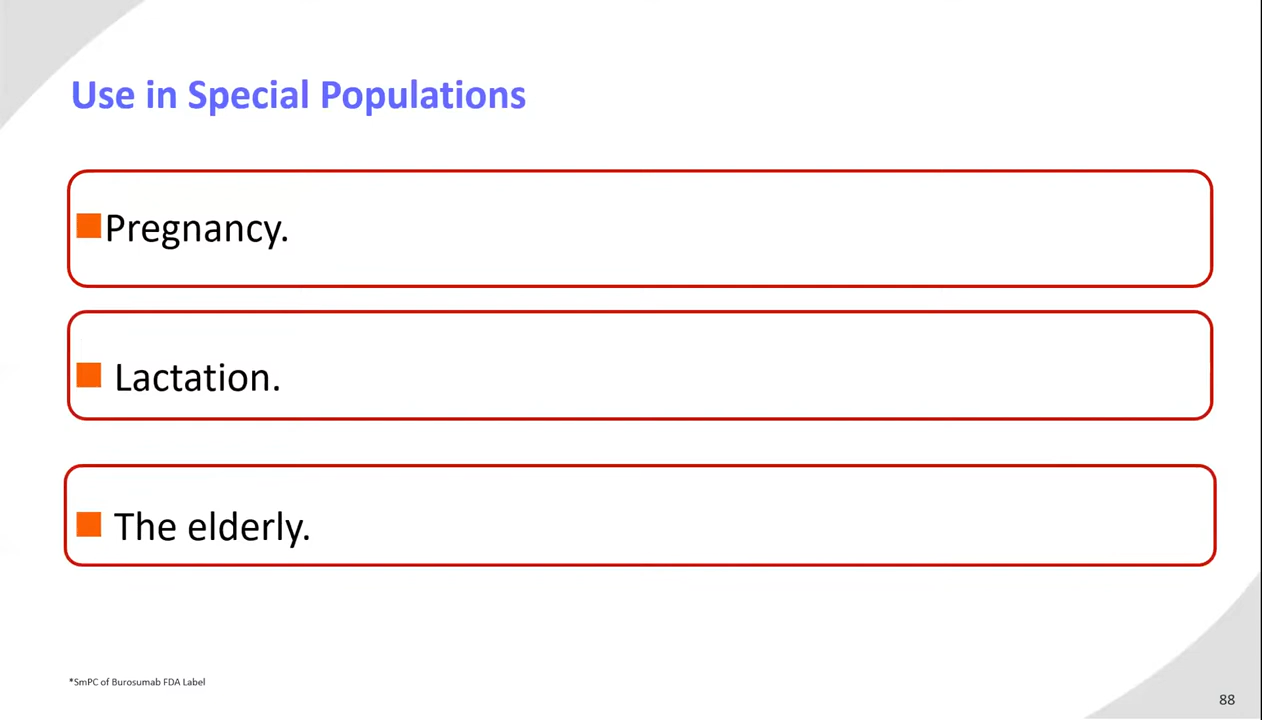 Use in Special Populations
Pregnancy.
Lactation.
The elderly.
*SmPC of Burosumab FDA Label
88